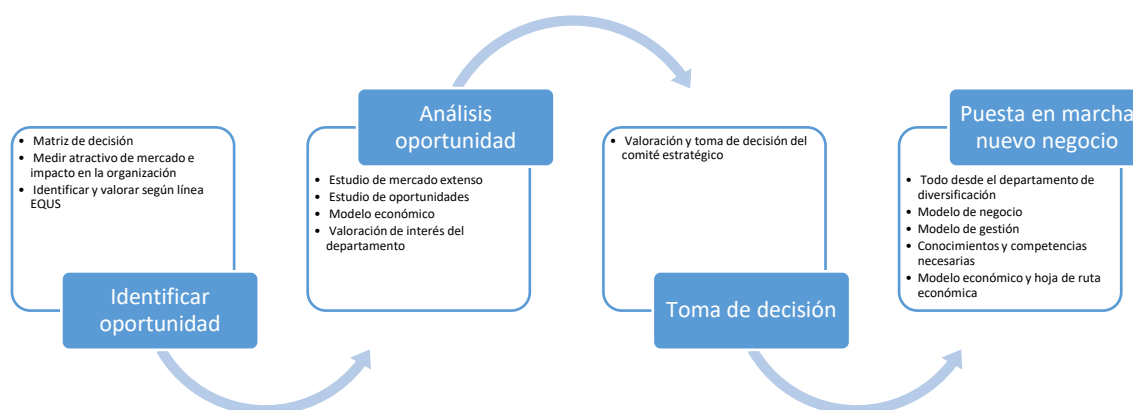 • Matriz de decisión
• Medir atractivo de mercado e
impacto en la organización
• Identificar y valorar según línea
EQUS
Identificar
oportunidad
Análisis
oportunidad
• Estudio de mercado extenso
• Estudio de oportunidades
• Modelo económico
• Valoración de interés del
departamento
• Valoración y toma de decisión del
comité estratégico
Toma de decisión
Puesta en marcha
nuevo negocio
• Todo desde el departamento de
diversificación
• Modelo de negocio
• Modelo de gestión
• Conocimientos y competencias
necesarias
• Modelo económico y hoja de ruta
económica